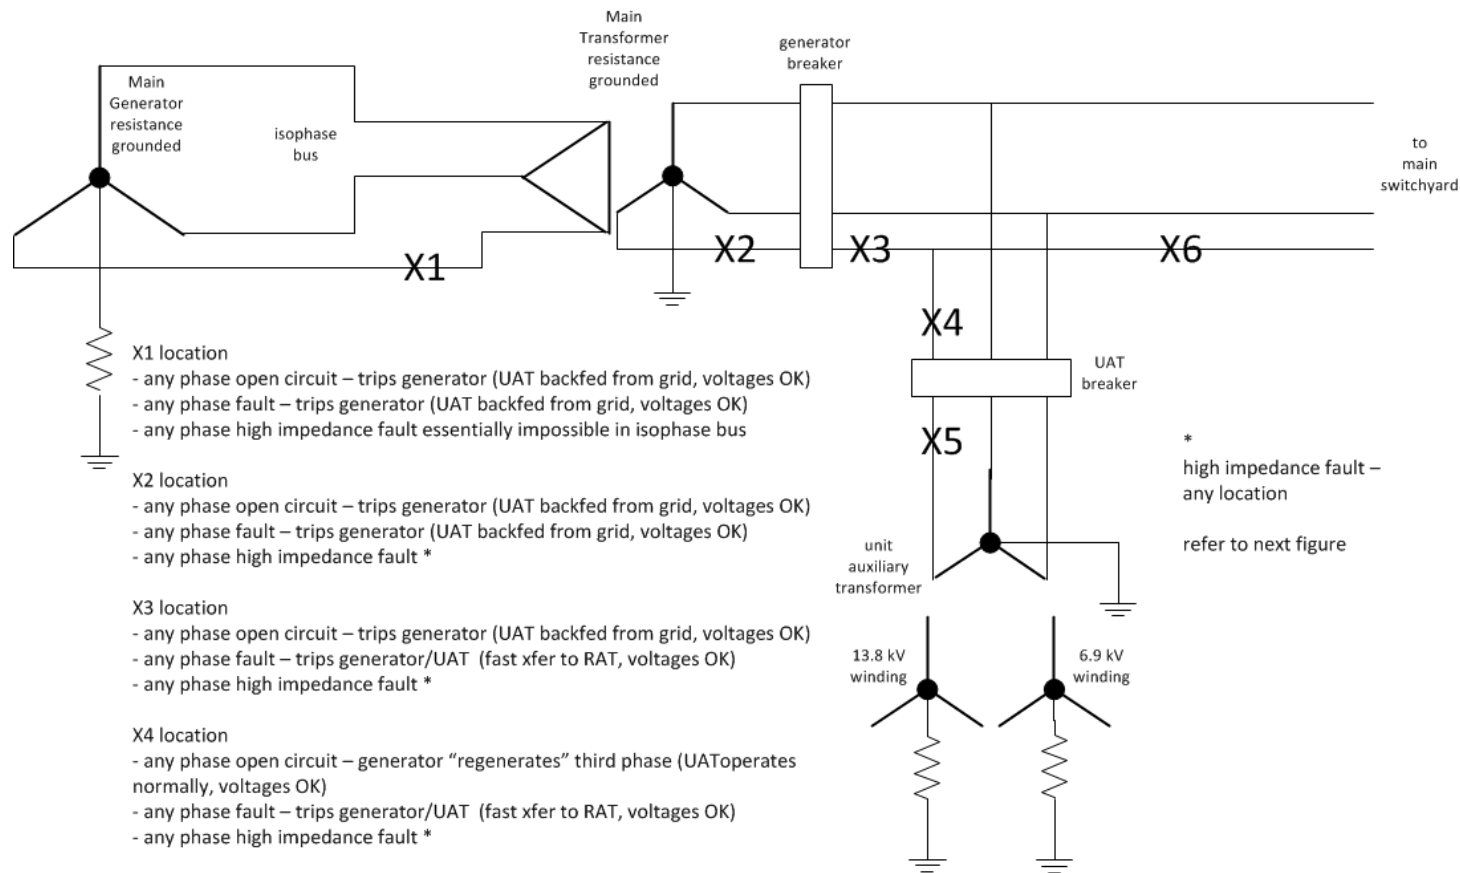 Main
Generator
resistance
grounded
isophase
bus
Main
Transformer
resistance
grounded
generator
breaker
to
main
switchyard
X1
X2
X3
X6
X4
UAT
breaker
X5
X1 location
- any phase open circuit – trips generator (UAT backfed from grid, voltages OK)
- any phase fault – trips generator (UAT backfed from grid, voltages OK)
- any phase high impedance fault essentially impossible in isophase bus
X2 location
- any phase open circuit – trips generator (UAT backfed from grid, voltages OK)
- any phase fault – trips generator (UAT backfed from grid, voltages OK)
- any phase high impedance fault *
X3 location
- any phase open circuit – trips generator (UAT backfed from grid, voltages OK)
- any phase fault – trips generator/UAT  (fast xfer to RAT, voltages OK)
- any phase high impedance fault *
X4 location
- any phase open circuit – generator “regenerates” third phase (UAToperates
normally, voltages OK)
- any phase fault – trips generator/UAT  (fast xfer to RAT, voltages OK)
- any phase high impedance fault *
*
high impedance fault –
any location
refer to next figure
unit
auxiliary
transformer
13.8 kV
winding
6.9 kV
winding